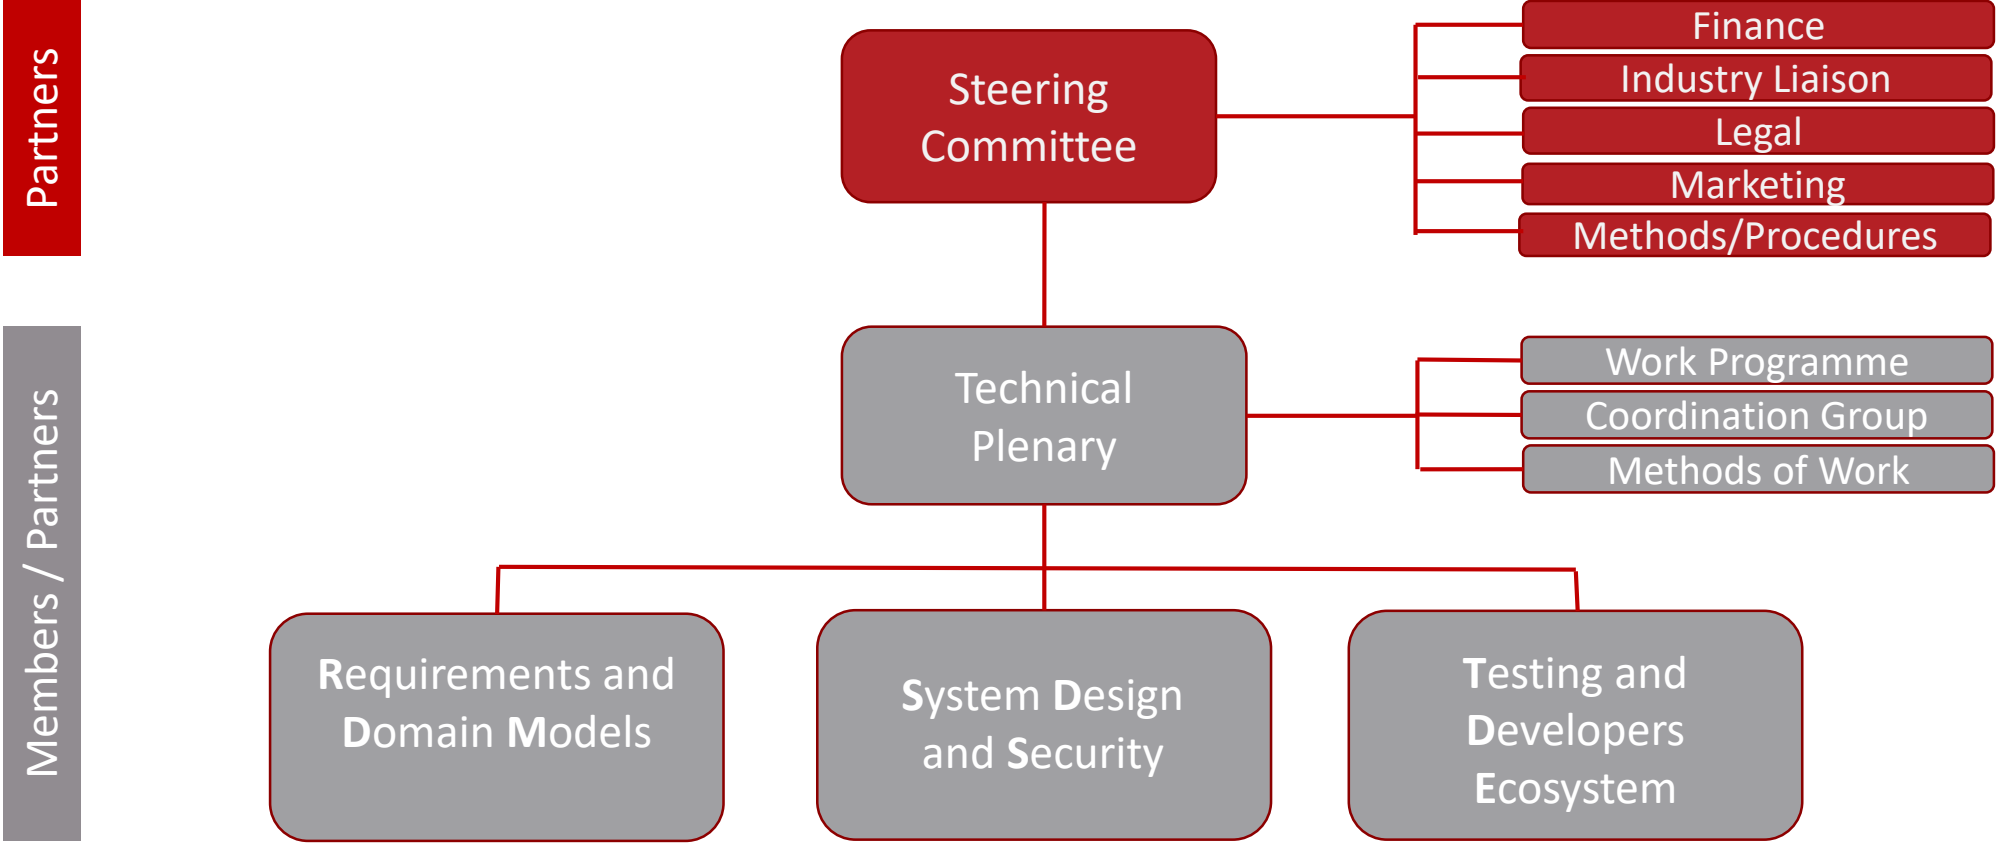 Partners
Steering
Committee
Finance
Industry Liaison
Legal
Marketing
Methods/Procedures
Members / Partners
Technical
Plenary
Work Programme
Coordination Group
Methods of Work
Requirements and
Domain Models
System Design
and Security
Testing and
Developers
Ecosystem